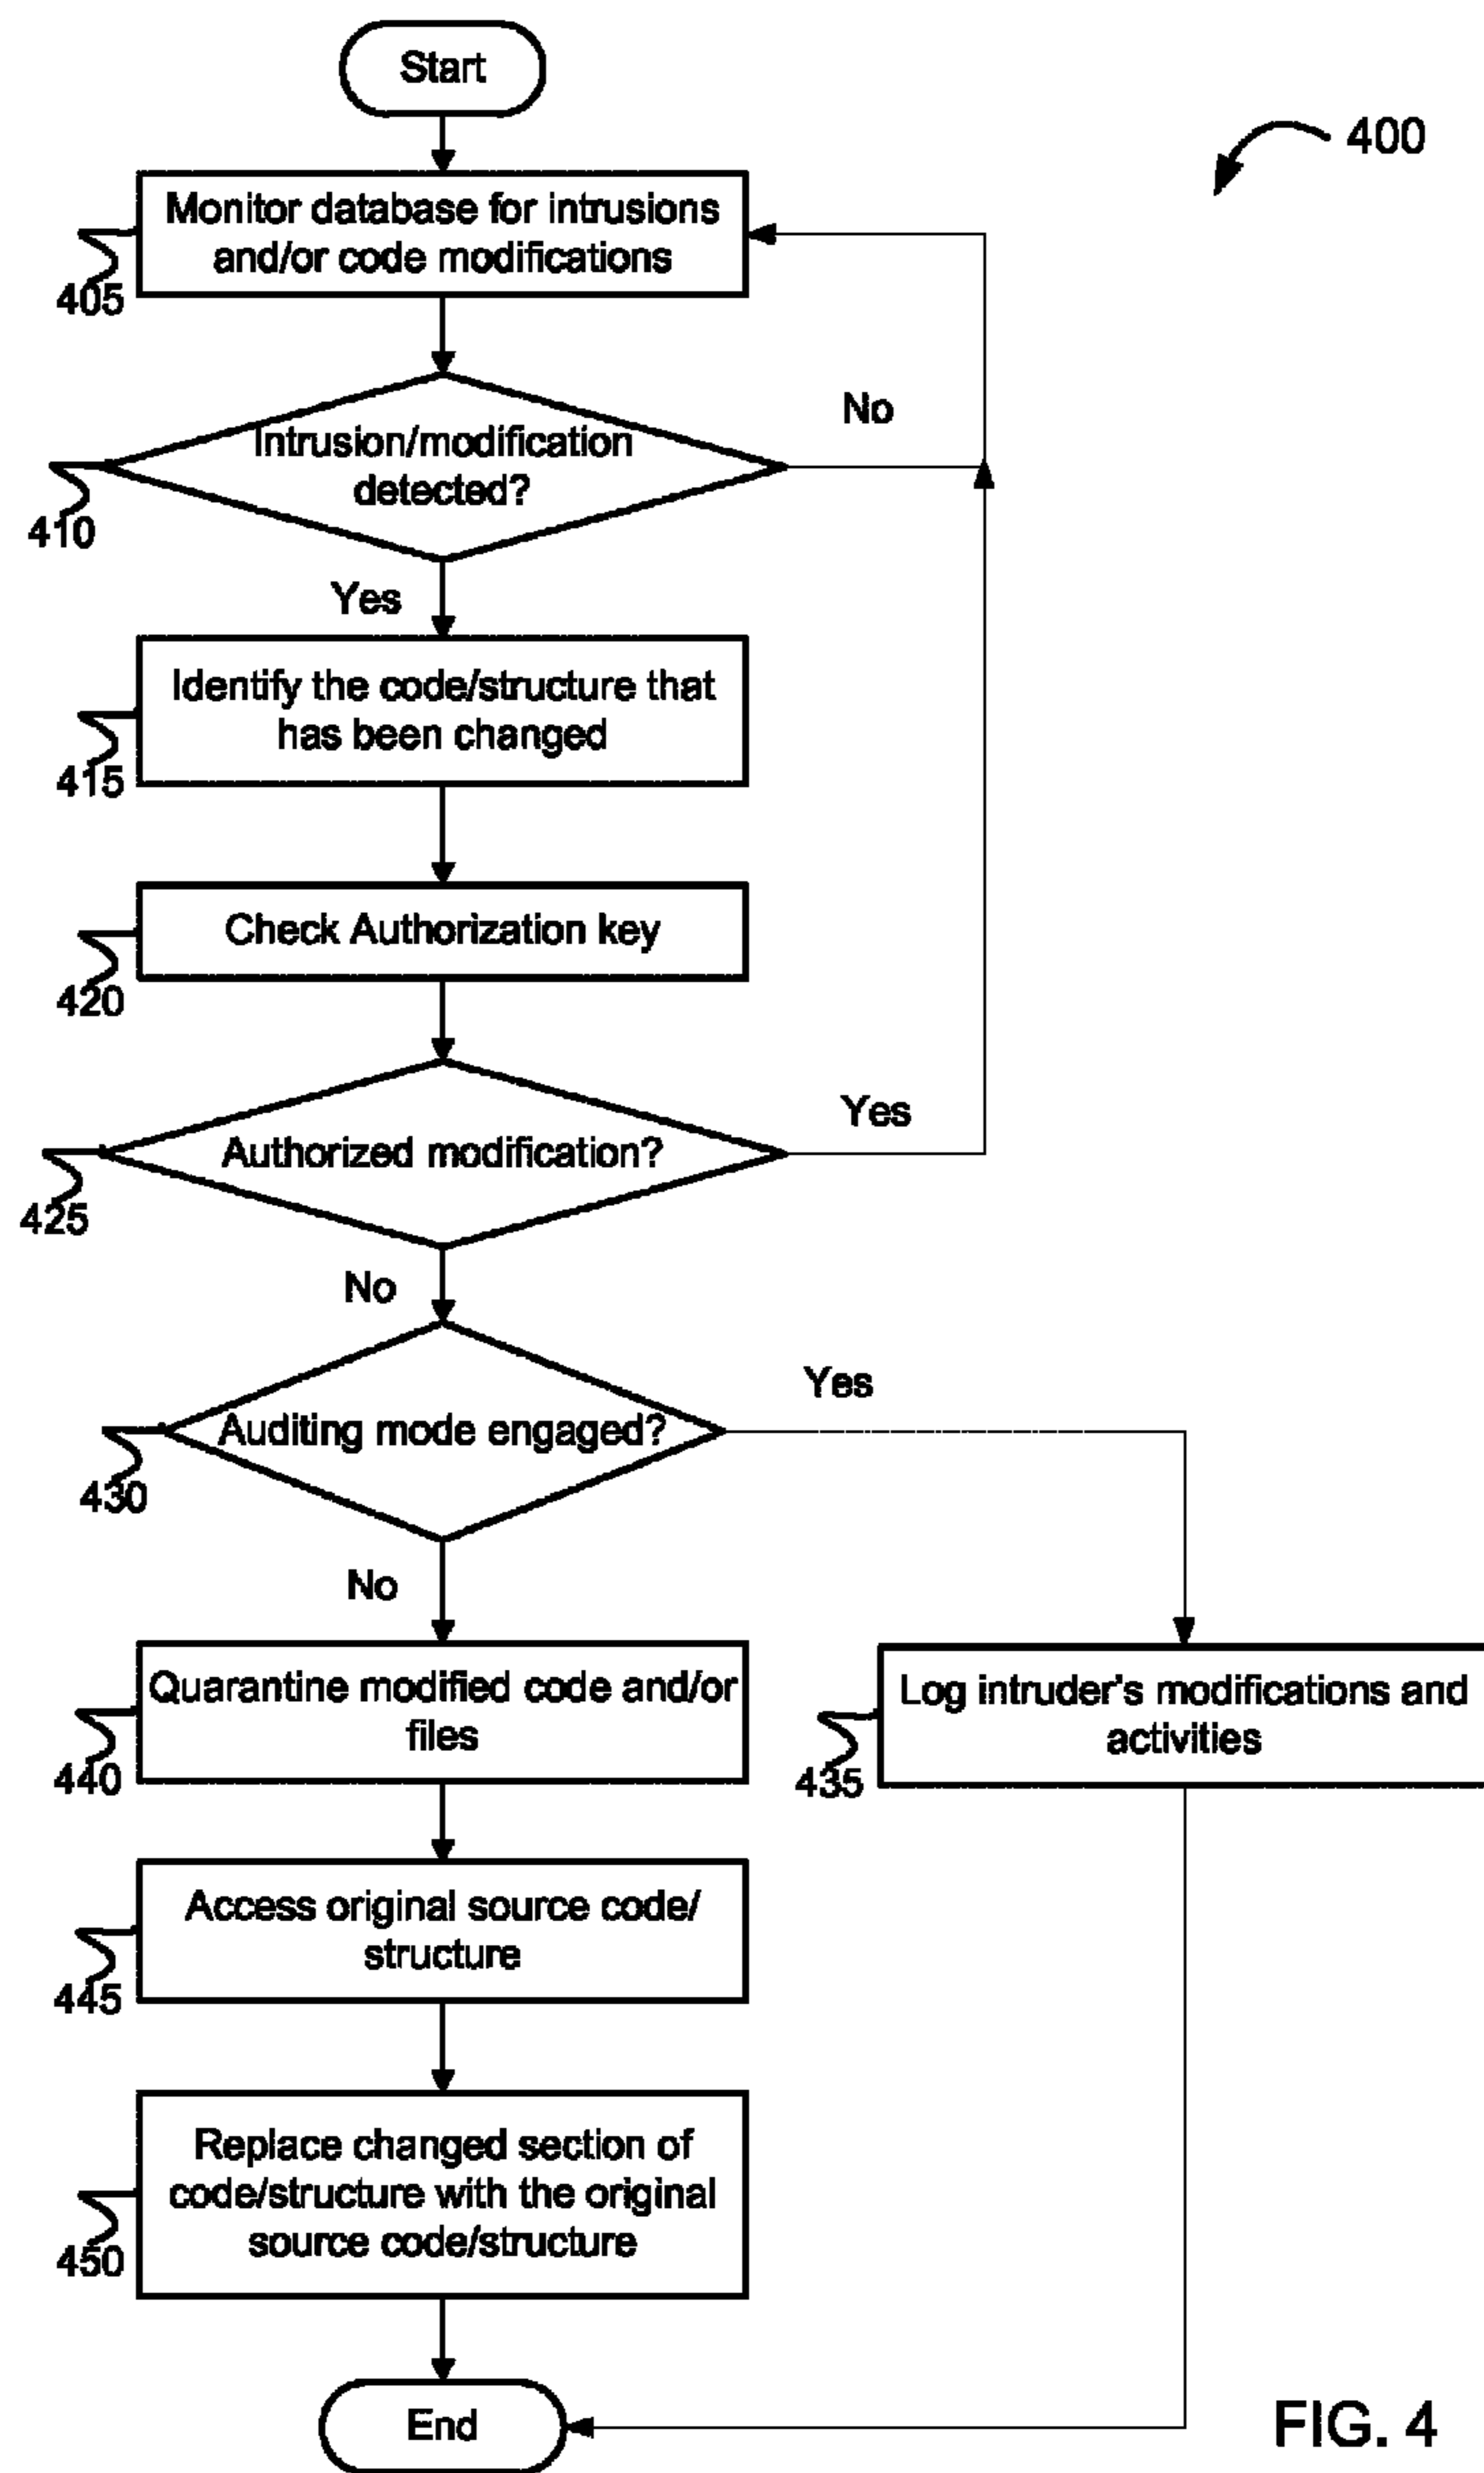 Start
400
Monitor database for intrusions
and/or code modifications
405
No
Intrusion/modification
detected?
410
Yes
Identify the code/structure that
has been changed
415
Check Authorization key
420
Yes
Authorized modification?
425
No
Yes
Auditing mode engaged?
430
No
Quarantine modified code and/or
files
440
Log intruder's modifications and
activities
435
Access original source code/
structure
445
Replace changed section of
code/structure with the original
source code/structure
450
End
FIG. 4